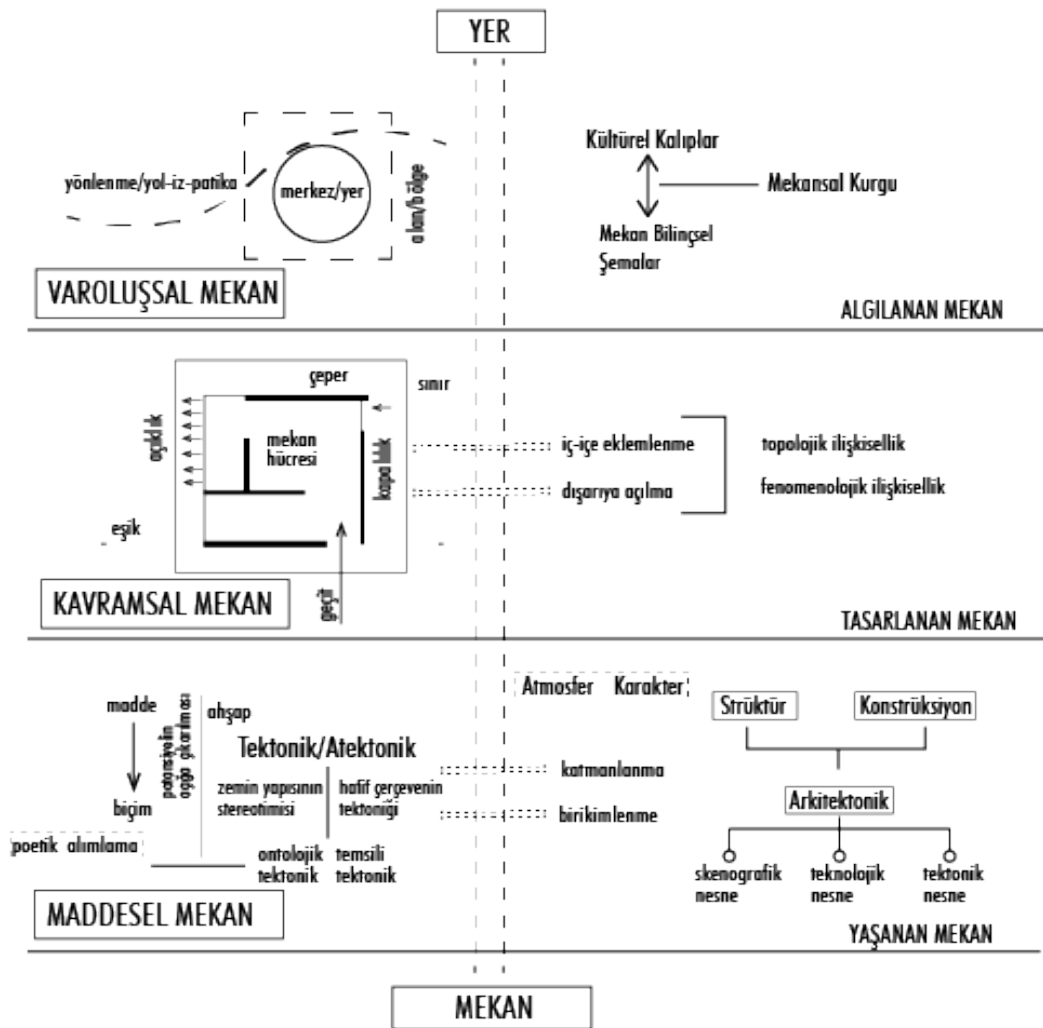 YER
yönlenme/yol-iz-patika
merkez/yer
alan/bölge
Kültürel Kalıplar
Mekansal Kurgu
Mekan Bilinçsel
Şemalar
VAROLUŞSAL MEKAN
ALGILANAN MEKAN
çeper
sınır
açıklık
mekan
hücresi
kapalılık
eşik
geçit
iç-içe eklemlenme
dışarıya açılma
topolojik ilişkisellik
fenomenolojik ilişkisellik
KAVRAMSAL MEKAN
TASARLANAN MEKAN
madde
biçim
potansiyelin
açığa çıkarılması
ahşap
poetik alımlama
Tektonik/Atektonik
zemin yapısının
stereotimisi
hafif çerçevenin
tektoniği
ontolojik
tektonik
temsili
tektonik
Atmosfer Karakter
katmanlanma
birikimlenme
Strüktür
Konstrüksiyon
Arkitektonik
skenografik
nesne
teknolojik
nesne
tektonik
nesne
MADDESEL MEKAN
YAŞANAN MEKAN
MEKAN